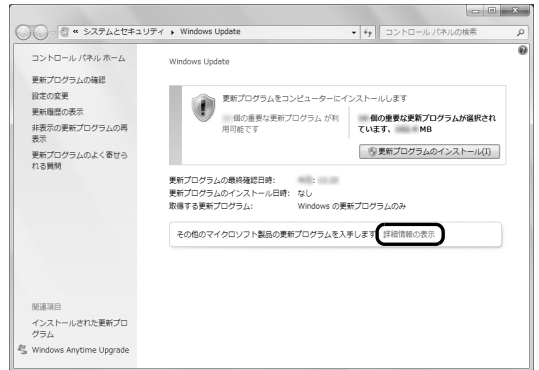 « システムとセキュリティ ▸ Windows Update
コントロール パネルの検索
コントロール パネル ホーム
更新プログラムの確認
設定の変更
更新履歴の表示
非表示の更新プログラムの再
表示
更新プログラムのよく寄せら
れる質問
Windows Update
更新プログラムをコンピューターにインストールします
個の重要な更新プログラム が利
用可能です
個の重要な更新プログラムが選択され
ています、 MB
更新プログラムのインストール(I)
更新プログラムの最終確認日時:
更新プログラムのインストール日時: なし
取得する更新プログラム: Windows の更新プログラムのみ
その他のマイクロソフト製品の更新プログラムを入手します 詳細情報の表示
関連項目
インストールされた更新プロ
グラム
Windows Anytime Upgrade